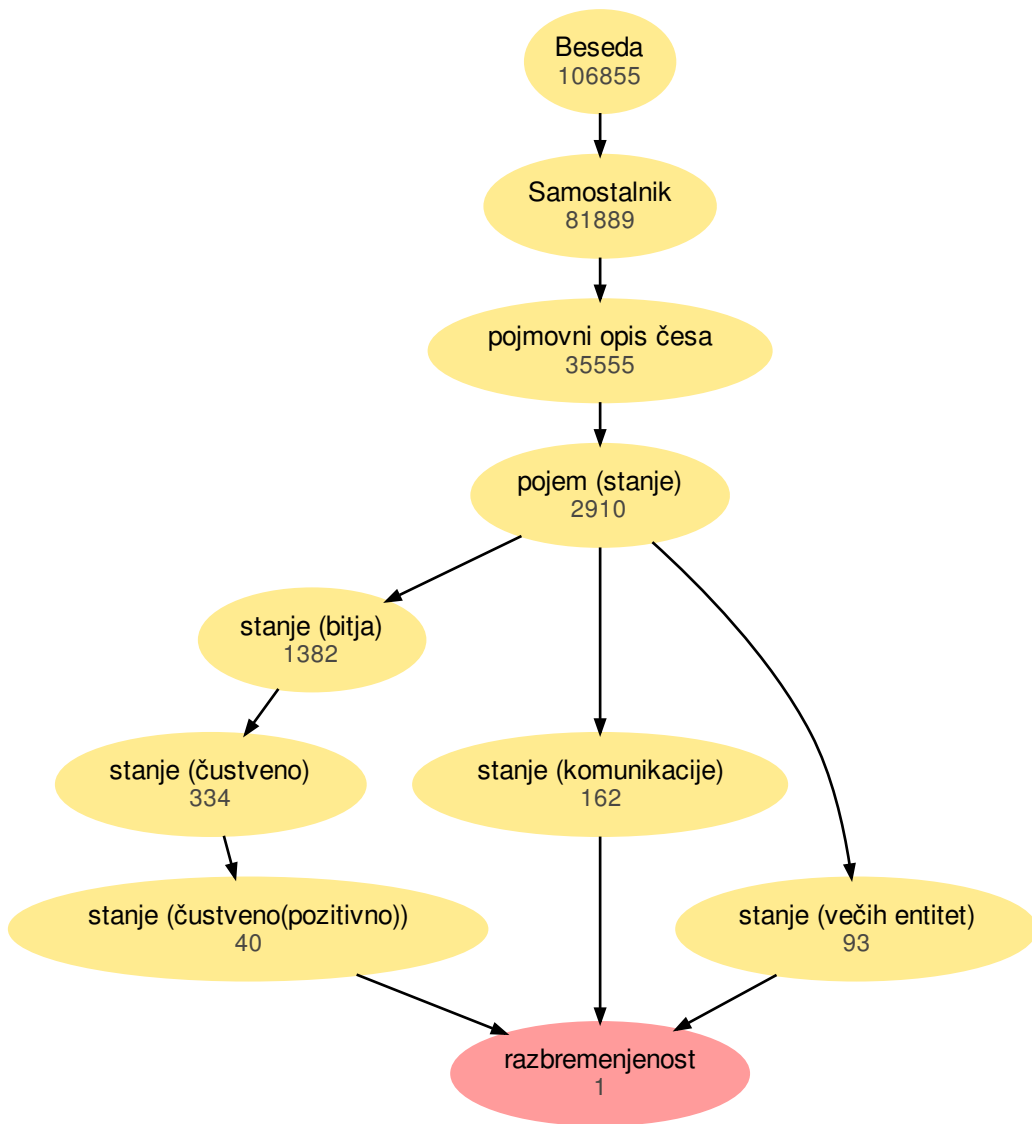 Beseda
106855
Samostalnik
81889
pojmovni opis česa
35555
pojem (stanje)
2910
stanje (bitja)
1382
stanje (čustveno)
334
stanje (komunikacije)
162
stanje (čustveno(pozitivno))
40
stanje (večih entitet)
93
razbremenjenost
1